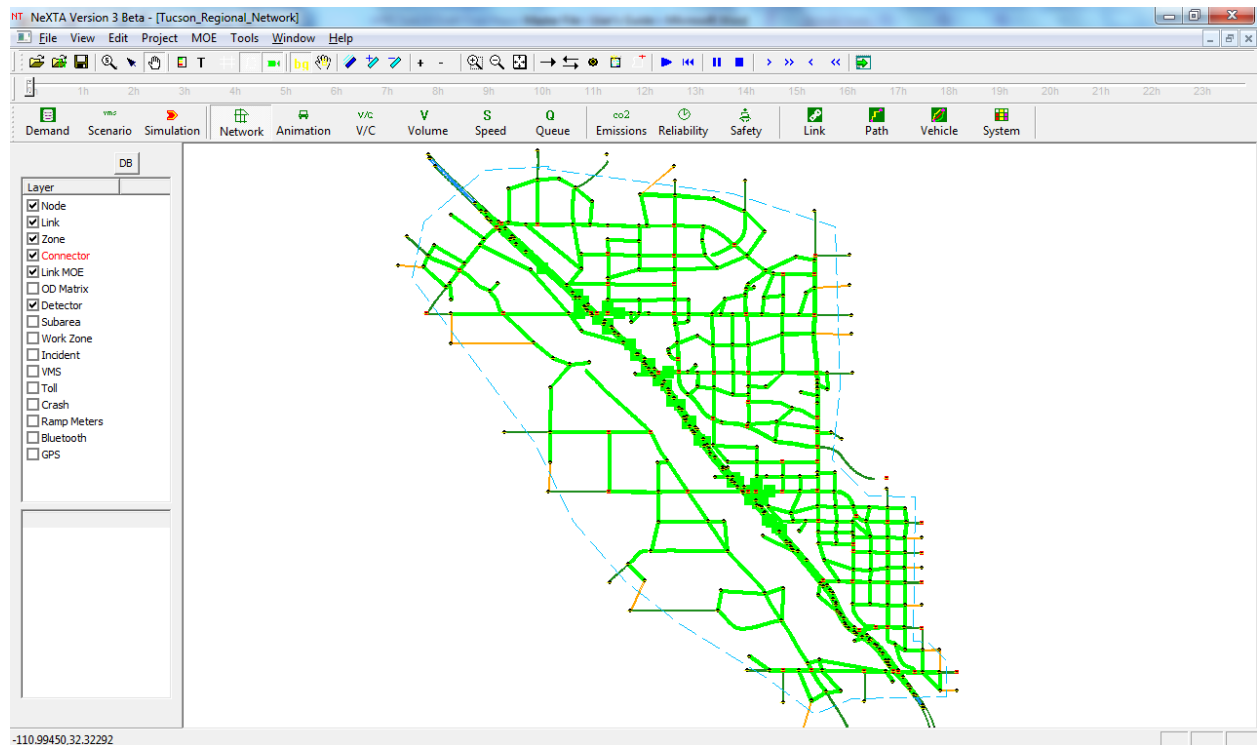 NT NeXTA Version 3 Beta - [Tucson_Regional_Network]
File View Edit Project MOE Tools Window Help
T bg + -
1h 2h 3h 4h 5h 6h 7h 8h 9h 10h 11h 12h 13h 14h 15h 16h 17h 18h 19h 20h 21h 22h 23h
vms V/C V S Q co2
Demand Scenario Simulation Network Animation V/C Volume Speed Queue Emissions Reliability Safety Link Path Vehicle System
DB
Layer
Node
Link
Zone
Connector
Link MOE
OD Matrix
Detector
Subarea
Work Zone
Incident
VMS
Toll
Crash
Ramp Meters
Bluetooth
GPS
-110.99450,32.32292